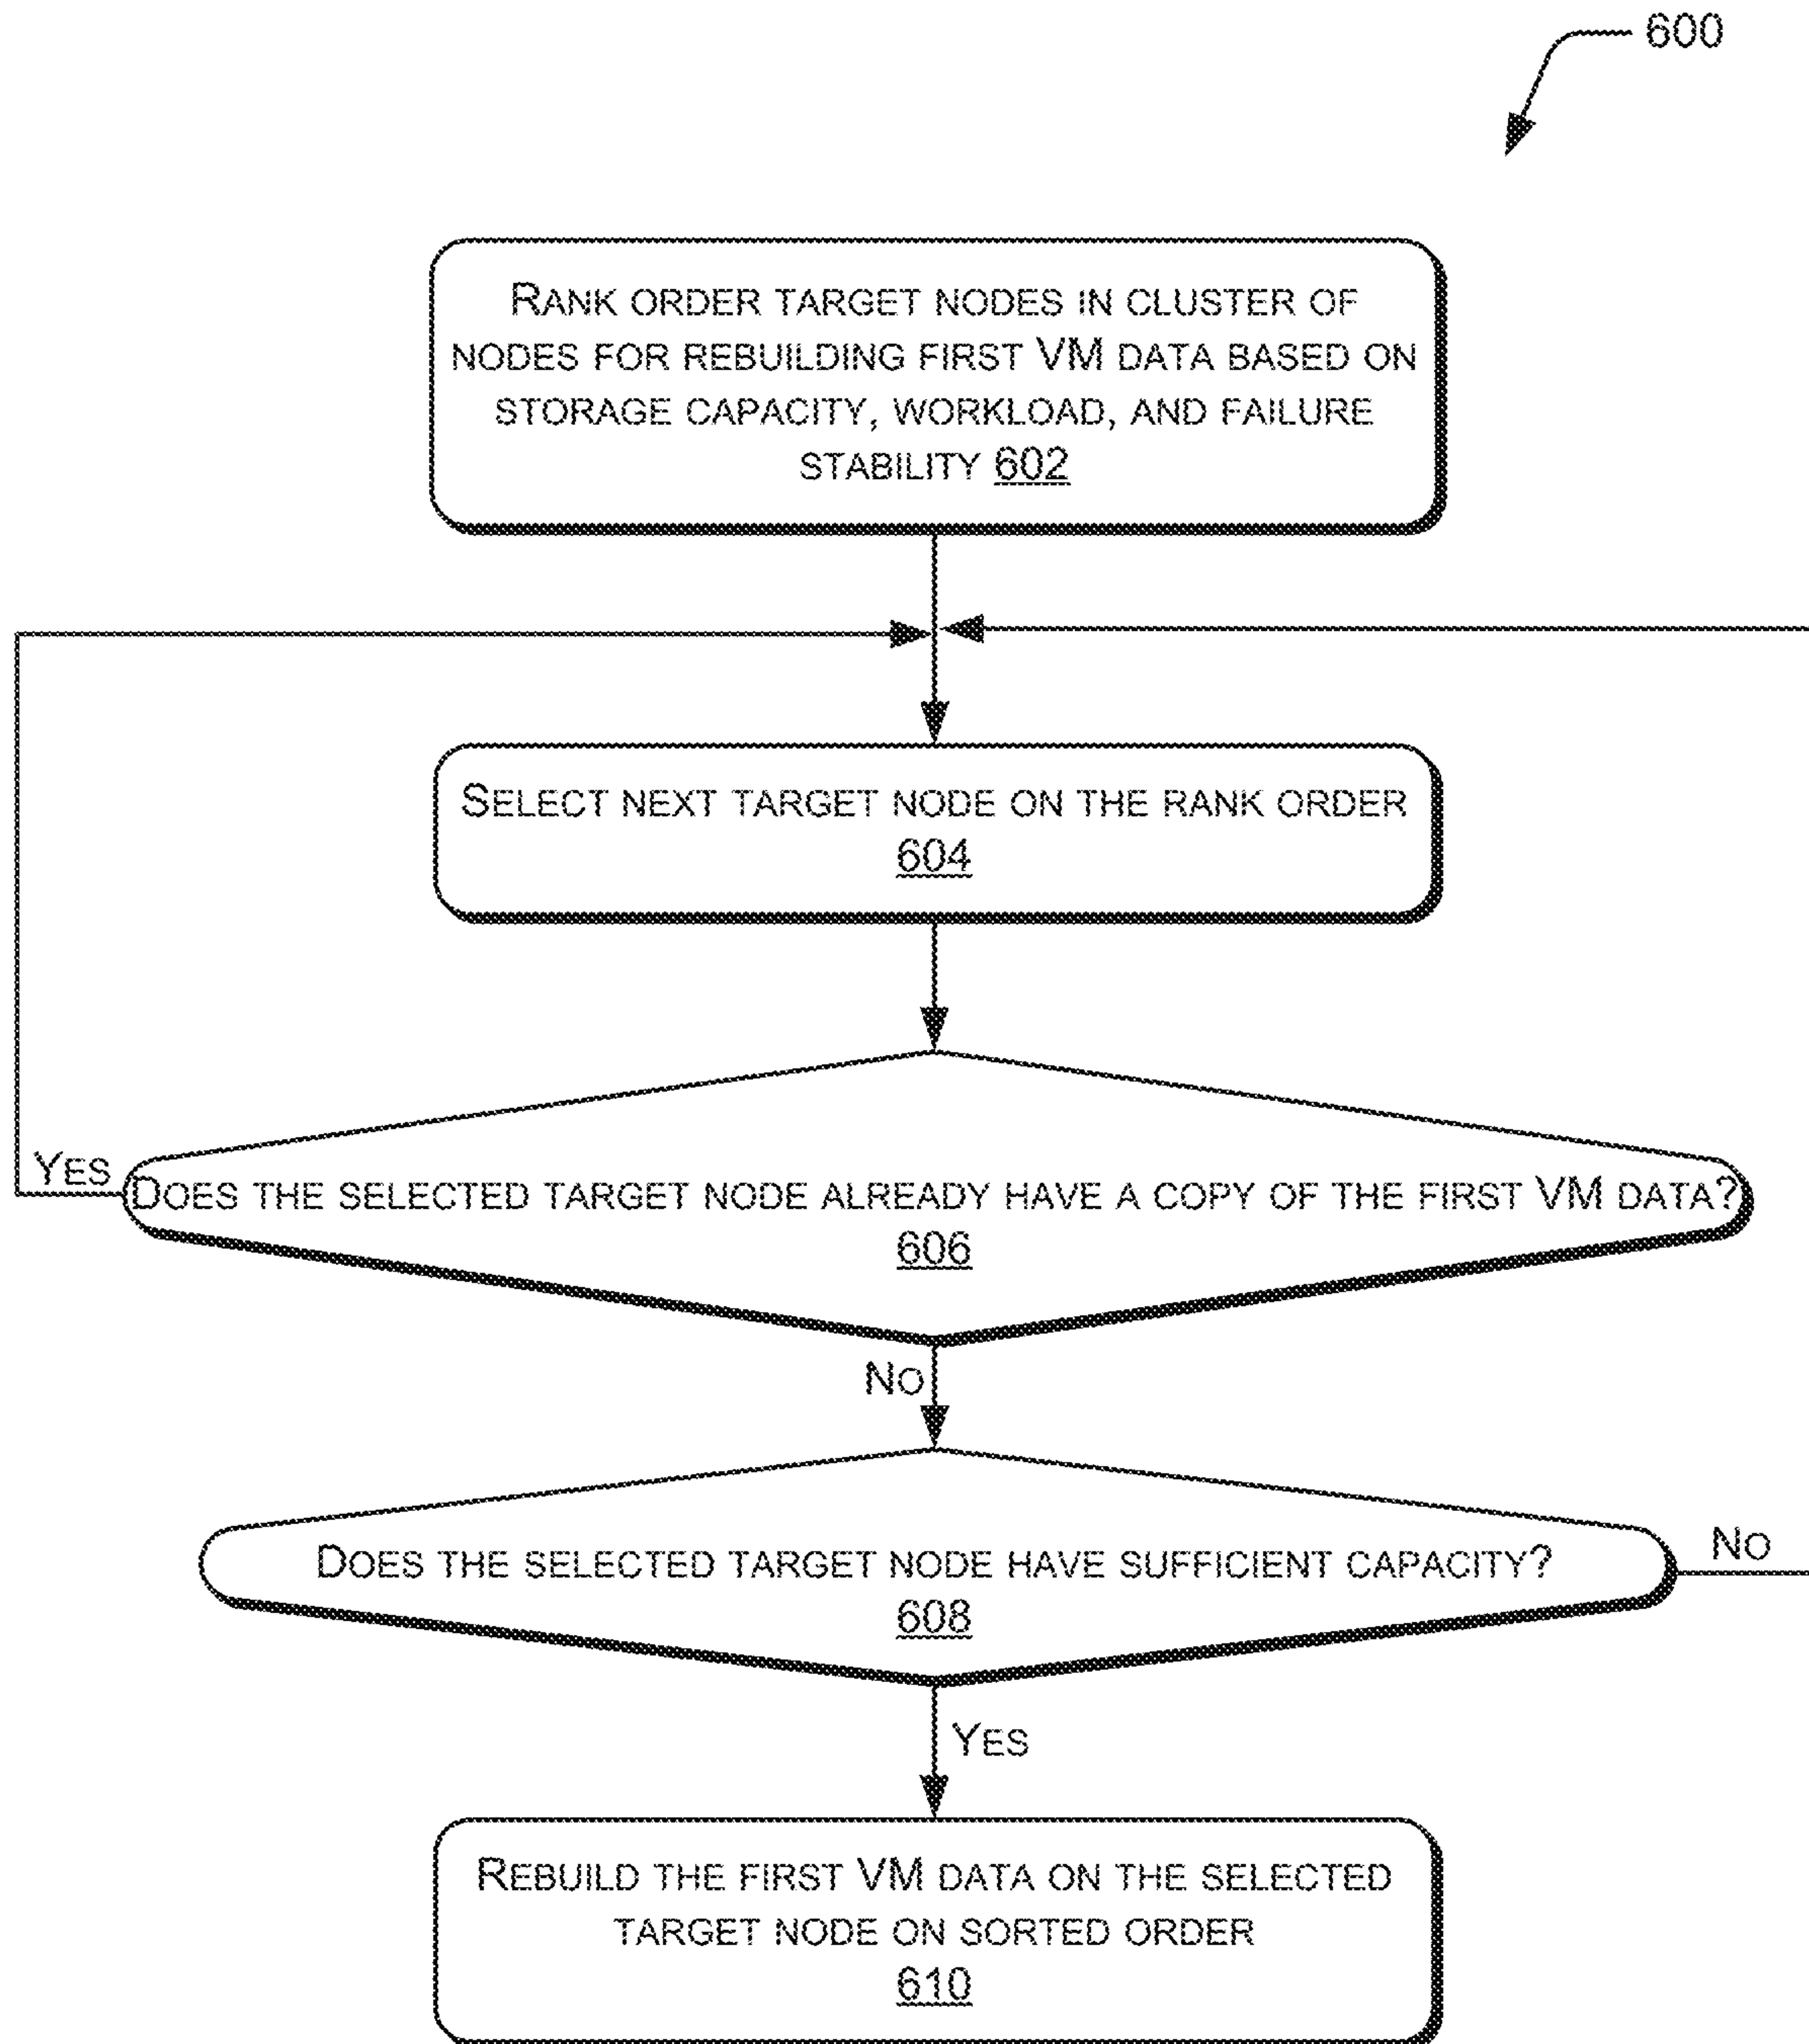 600
RANK ORDER TARGET NODES IN CLUSTER OF
NODES FOR REBUILDING FIRST VM DATA BASED ON
STORAGE CAPACITY, WORKLOAD, AND FAILURE
STABILITY 602
SELECT NEXT TARGET NODE ON THE RANK ORDER
604
YES
DOES THE SELECTED TARGET NODE ALREADY HAVE A COPY OF THE FIRST VM DATA?
606
NO
DOES THE SELECTED TARGET NODE HAVE SUFFICIENT CAPACITY?
608
NO
YES
REBUILD THE FIRST VM DATA ON THE SELECTED
TARGET NODE ON SORTED ORDER
610